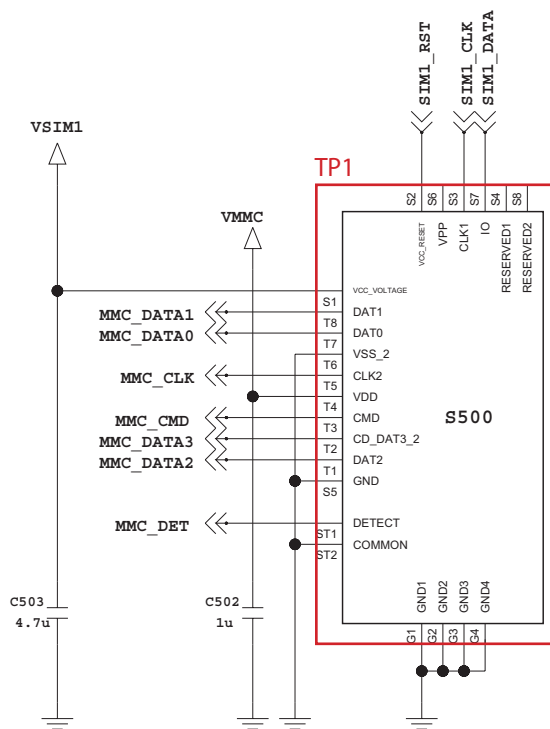 SIM1_RST
SIM1_CLK
SIM1_DATA
VSIM1
TP1
VMMC
S2
S6
S3
S7
S4
S8
VCC_RESET
VPP
CLK1
IO
RESERVED1
RESERVED2
VCC_VOLTAGE
S1
MMC_DATA1
DAT1
T8
MMC_DATA0
DAT0
T7
VSS_2
T6
MMC_CLK
CLK2
T5
VDD
T4
MMC_CMD
CMD
S500
T3
MMC_DATA3
CD_DAT3_2
T2
MMC_DATA2
DAT2
T1
GND
S5
MMC_DET
DETECT
ST1
COMMON
ST2
C503
4.7u
C502
1u
GND1
GND2
GND3
GND4
G1
G2
G3
G4